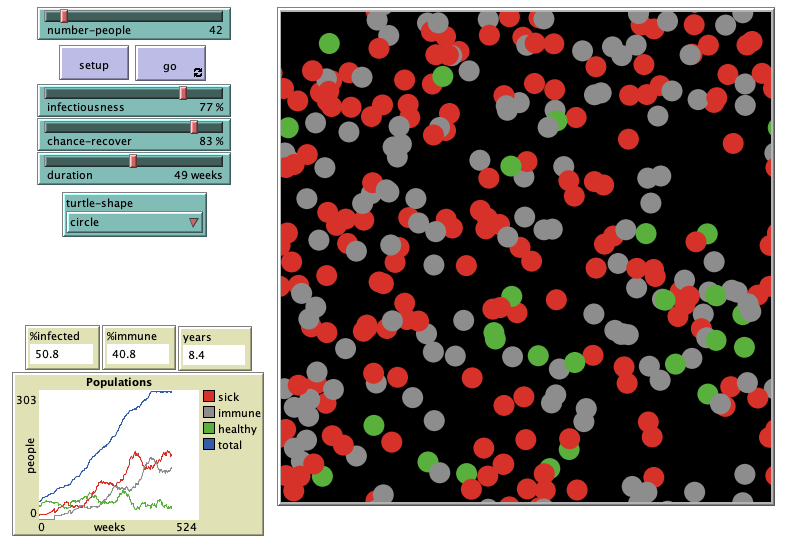 number-people 42
setup
go
infectiousness 77 %
chance-recover 83 %
duration 49 weeks
turtle-shape
circle
%infected
50.8
%immune
40.8
years
8.4
Populations
303
people
0
0
weeks
524
sick
immune
healthy
total